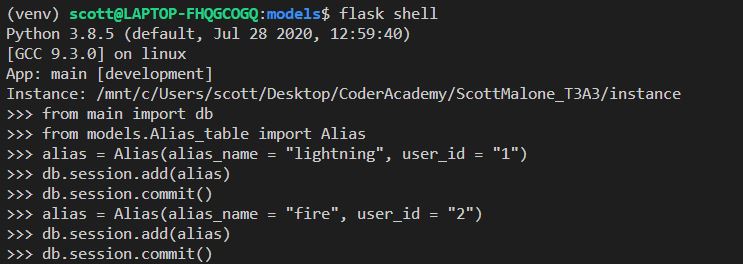 (venv) scott@LAPTOP-FHQGCOGQ:models$ flask shell
Python 3.8.5 (default, Jul 28 2020, 12:59:40)
[GCC 9.3.0] on linux
App: main [development]
Instance: /mnt/c/Users/scott/Desktop/CoderAcademy/ScottMalone_T3A3/instance
>>> from main import db
>>> from models.Alias_table import Alias
>>> alias = Alias(alias_name = "lightning", user_id = "1")
>>> db.session.add(alias)
>>> db.session.commit()
>>> alias = Alias(alias_name = "fire", user_id = "2")
>>> db.session.add(alias)
>>> db.session.commit()